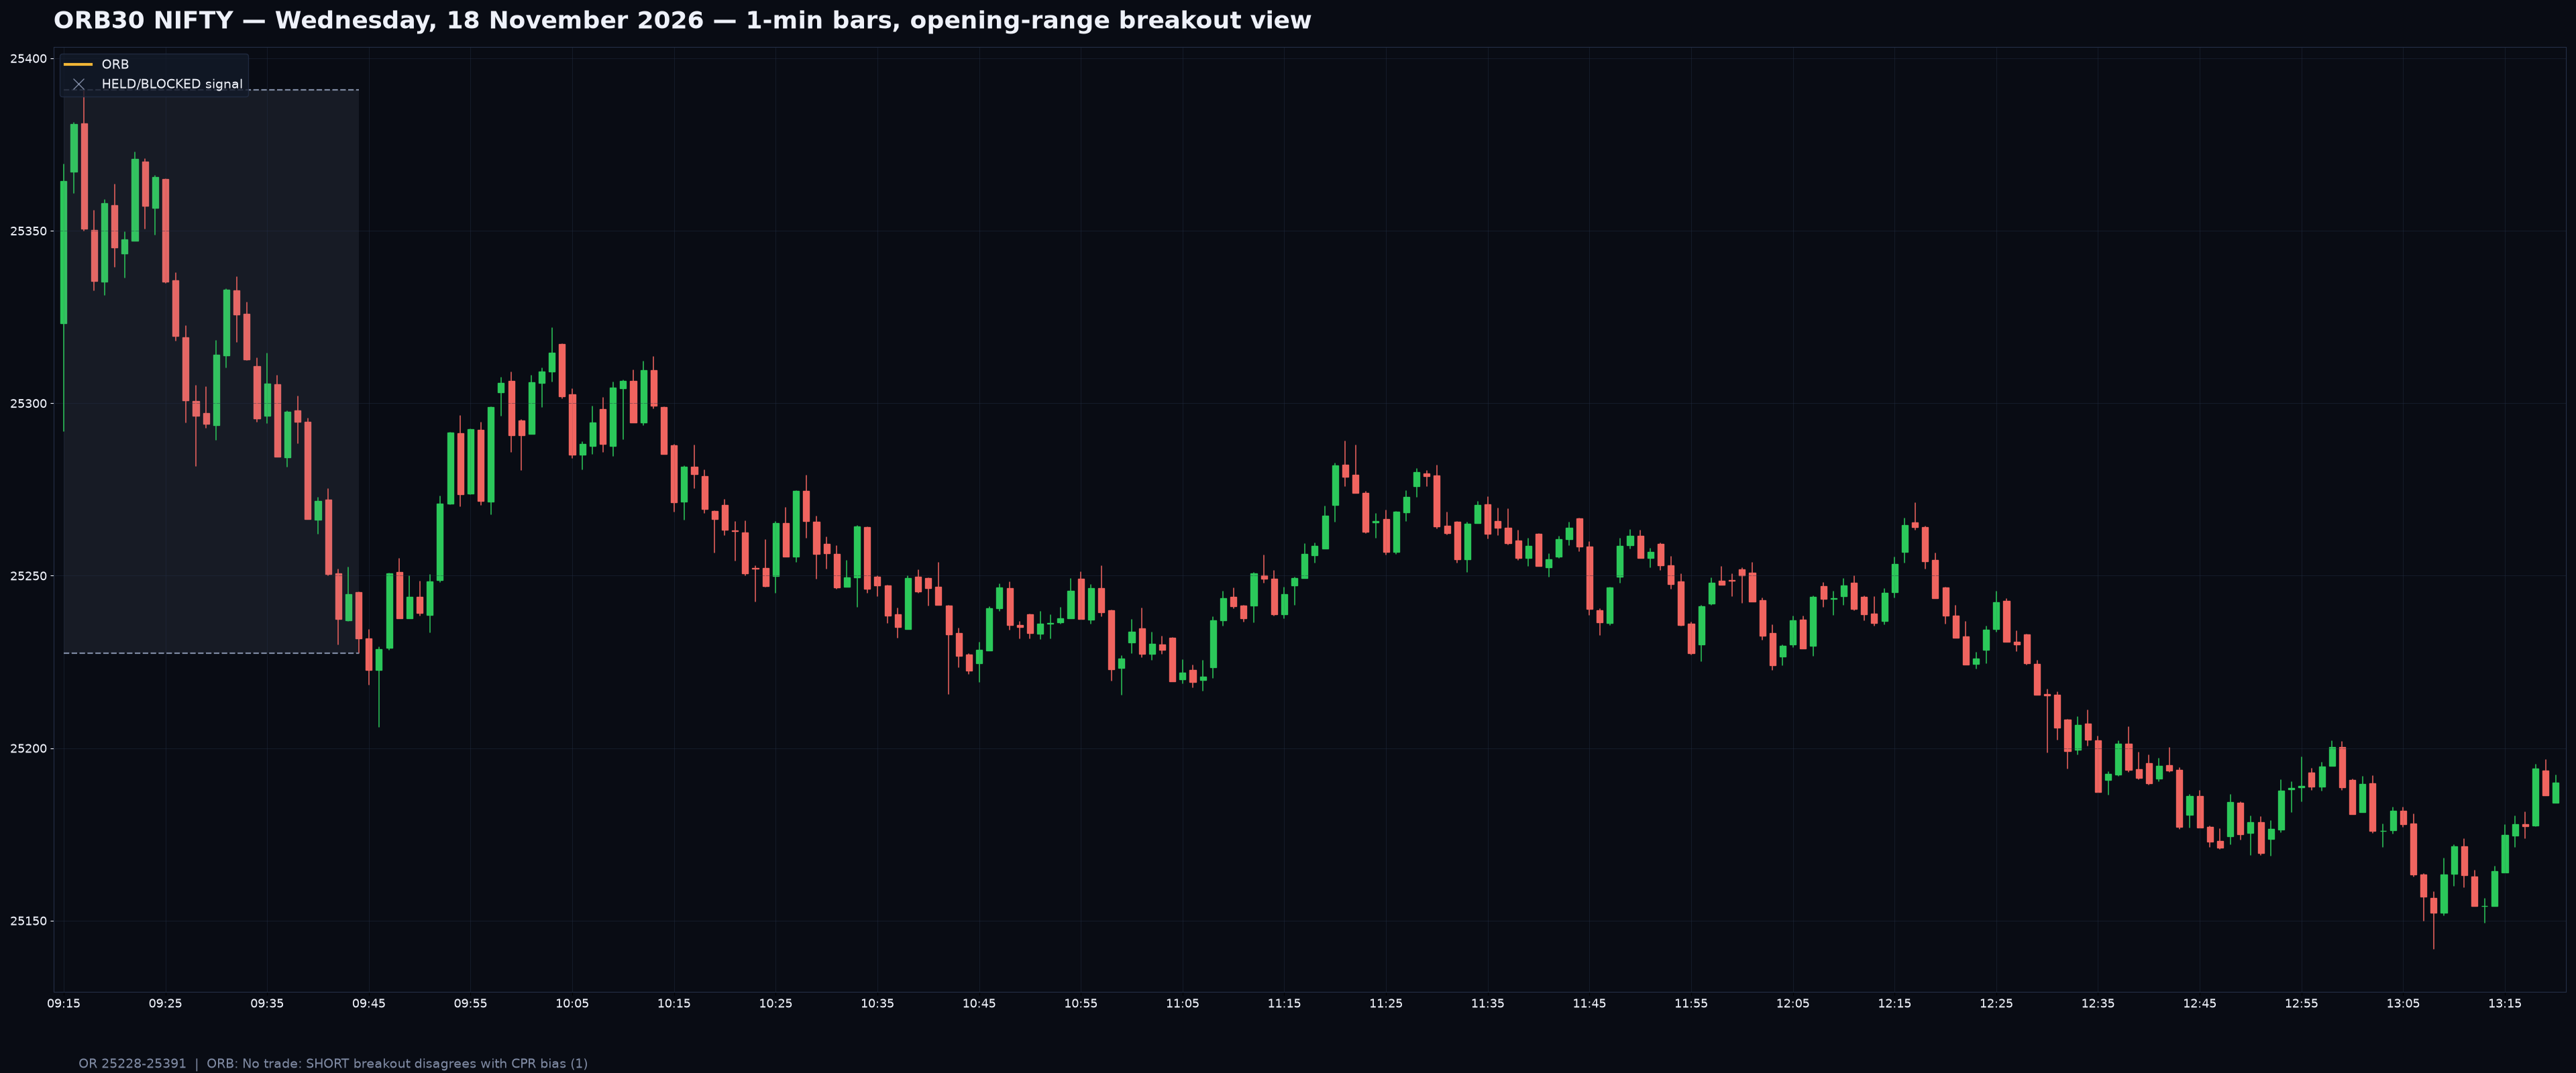 ORB30 NIFTY — Wednesday, 18 November 2026 — 1-min bars, opening-range breakout view
25400
ORB
HELD/BLOCKED signal
25350
25300
25250
25200
25150
09:15 09:25 09:35 09:45 09:55 10:05 10:15 10:25 10:35 10:45 10:55 11:05 11:15 11:25 11:35 11:45 11:55 12:05 12:15 12:25 12:35 12:45 12:55 13:05 13:15
OR 25228-25391 | ORB: No trade: SHORT breakout disagrees with CPR bias (1)